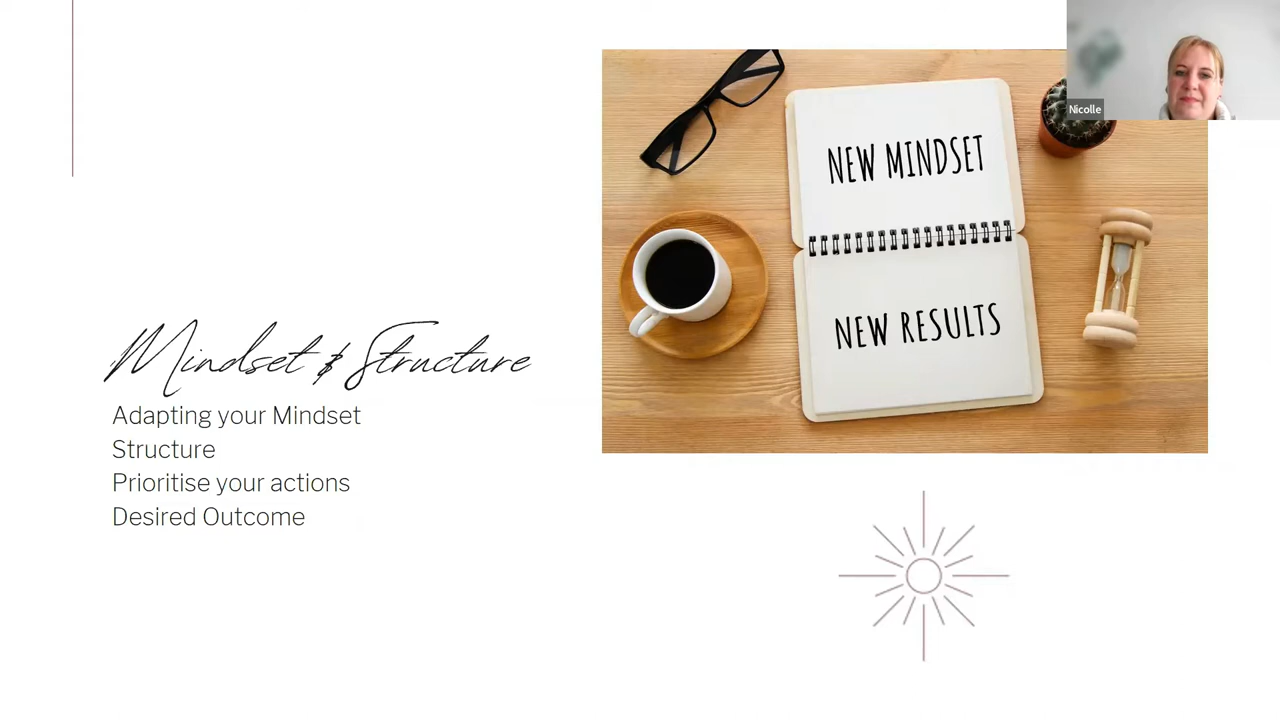 Nicolle
NEW MINDSET
NEW RESULTS
Mindset & Structure
Adapting your Mindset
Structure
Prioritise your actions
Desired Outcome